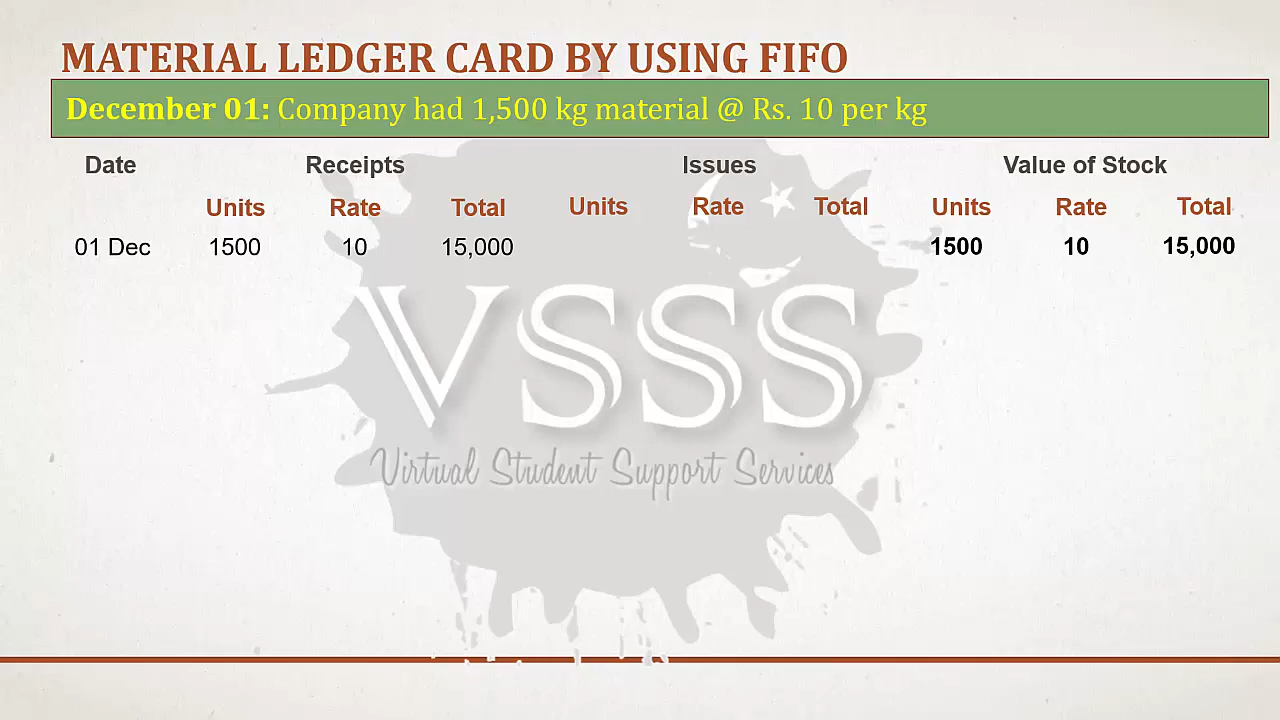 MATERIAL LEDGER CARD BY USING FIFO
December 01: Company had 1,500 kg material @ Rs. 10 per kg
Date Receipts Issues Value of Stock
Units Rate Total Units Rate Total Units Rate Total
01 Dec 1500 10 15,000 1500 10 15,000
VSSS
Virtual Student Support Services